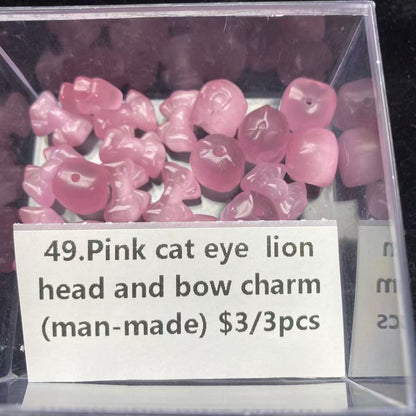 49.Pink cat eye lion
head and bow charm
(man-made) $3/3pcs